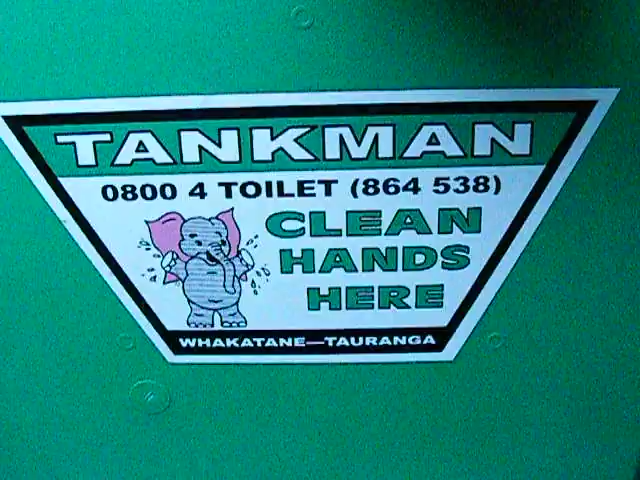 TANKMAN
0800 4 TOILET (864 538)
CLEAN
HANDS
HERE
WHAKATANE—TAURANGA